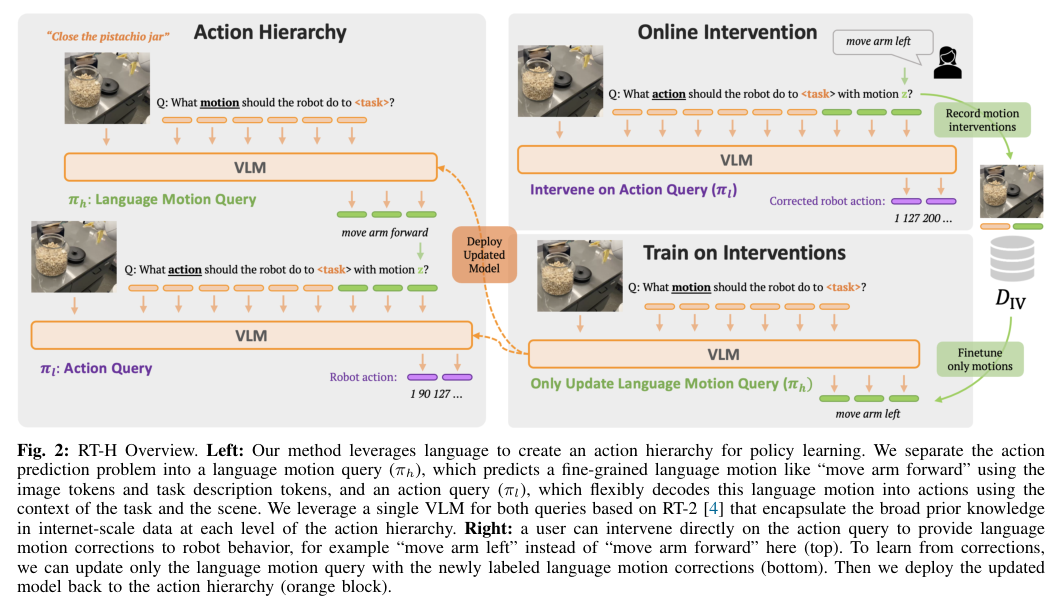 Action Hierarchy
"Close the pistachio jar"
Q: What motion should the robot do to <task>?
VLM
πh: Language Motion Query
move arm forward
Q: What action should the robot do to <task> with motion z?
VLM
πl: Action Query
Robot action:
1 90 127 ...
Deploy
Updated
Model
Online Intervention
move arm left
Q: What action should the robot do to <task> with motion z?
VLM
Intervene on Action Query (πl)
Corrected robot action:
1 127 200 ...
Record motion
interventions
DIV
Train on Interventions
Q: What motion should the robot do to <task>?
VLM
Only Update Language Motion Query (πh)
move arm left
Finetune
only motions
Fig. 2: RT-H Overview. Left: Our method leverages language to create an action hierarchy for policy learning. We separate the action
prediction problem into a language motion query (πh), which predicts a fine-grained language motion like “move arm forward” using the
image tokens and task description tokens, and an action query (πl), which flexibly decodes this language motion into actions using the
context of the task and the scene. We leverage a single VLM for both queries based on RT-2 [4] that encapsulate the broad prior knowledge
in internet-scale data at each level of the action hierarchy. Right: a user can intervene directly on the action query to provide language
motion corrections to robot behavior, for example “move arm left” instead of “move arm forward” here (top). To learn from corrections,
we can update only the language motion query with the newly labeled language motion corrections (bottom). Then we deploy the updated
model back to the action hierarchy (orange block).